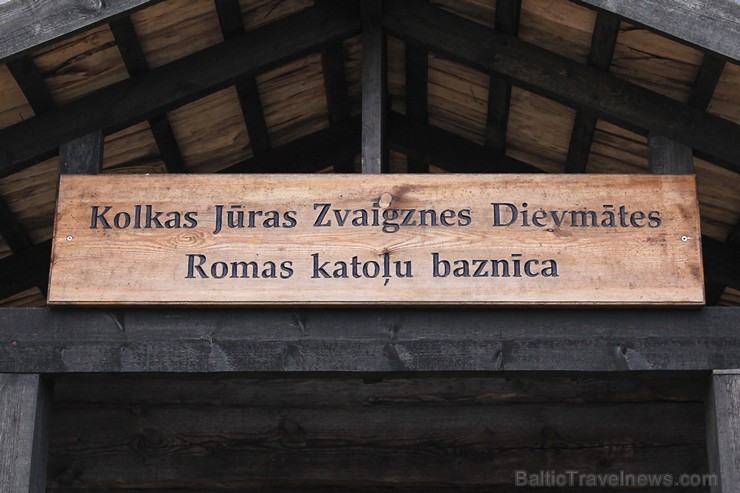 Kolkas Jūras Zvaigznes Dievmātes
Romas katoļu baznīca
BalticTravelnews.com